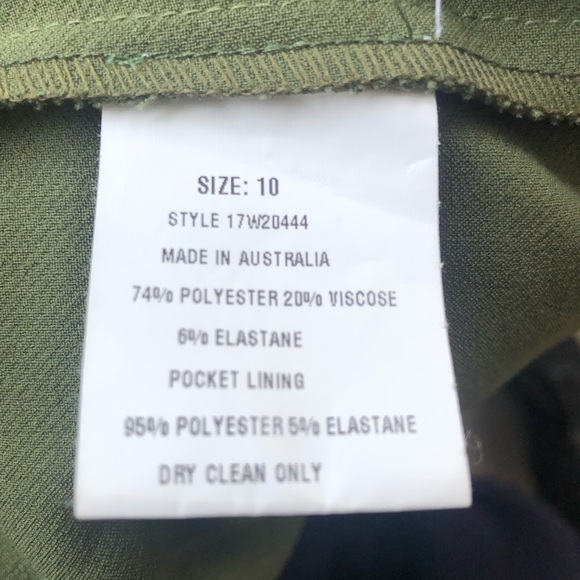 SIZE: 10
STYLE 17W20444
MADE IN AUSTRALIA
74% POLYESTER 20% VISCOSE
6% ELASTANE
POCKET LINING
95% POLYESTER 5% ELASTANE
DRY CLEAN ONLY